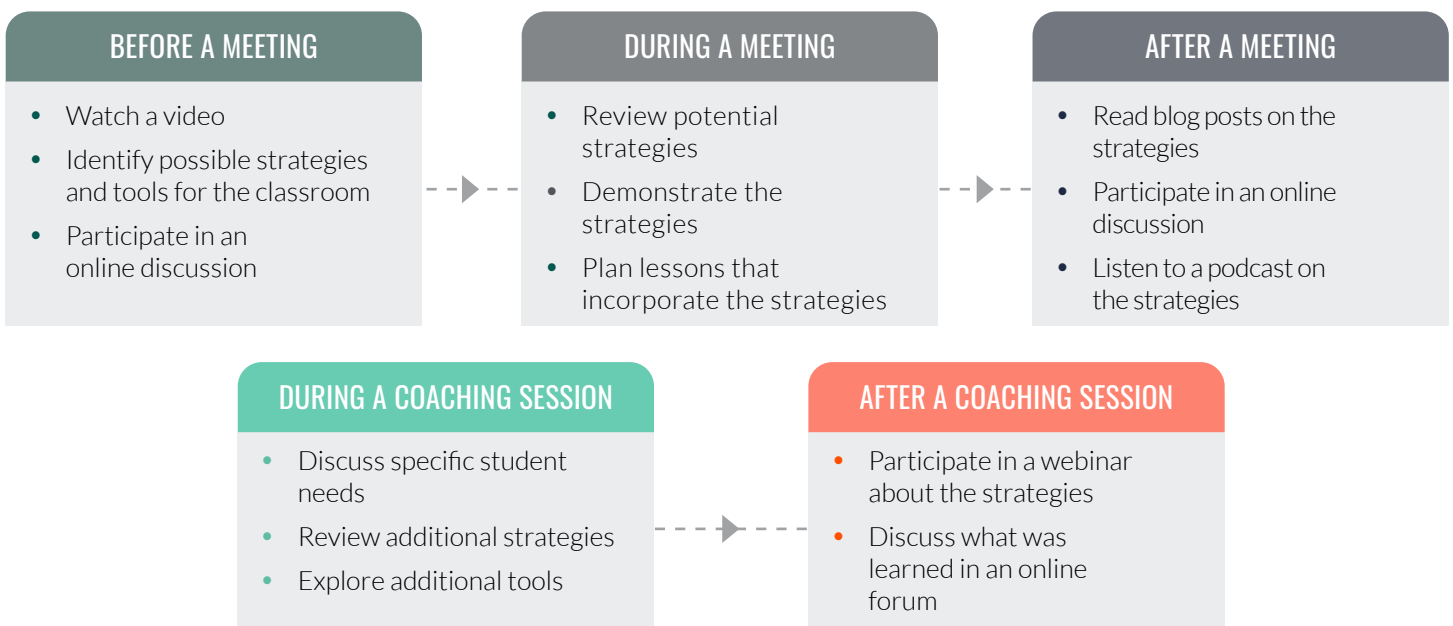 BEFORE A MEETING
• Watch a video
• Identify possible strategies
and tools for the classroom
• Participate in an
online discussion
DURING A MEETING
• Review potential
strategies
• Demonstrate the
strategies
• Plan lessons that
incorporate the strategies
AFTER A MEETING
• Read blog posts on the
strategies
• Participate in an online
discussion
• Listen to a podcast on
the strategies
DURING A COACHING SESSION
• Discuss specific student
needs
• Review additional strategies
• Explore additional tools
AFTER A COACHING SESSION
• Participate in a webinar
about the strategies
• Discuss what was
learned in an online
forum